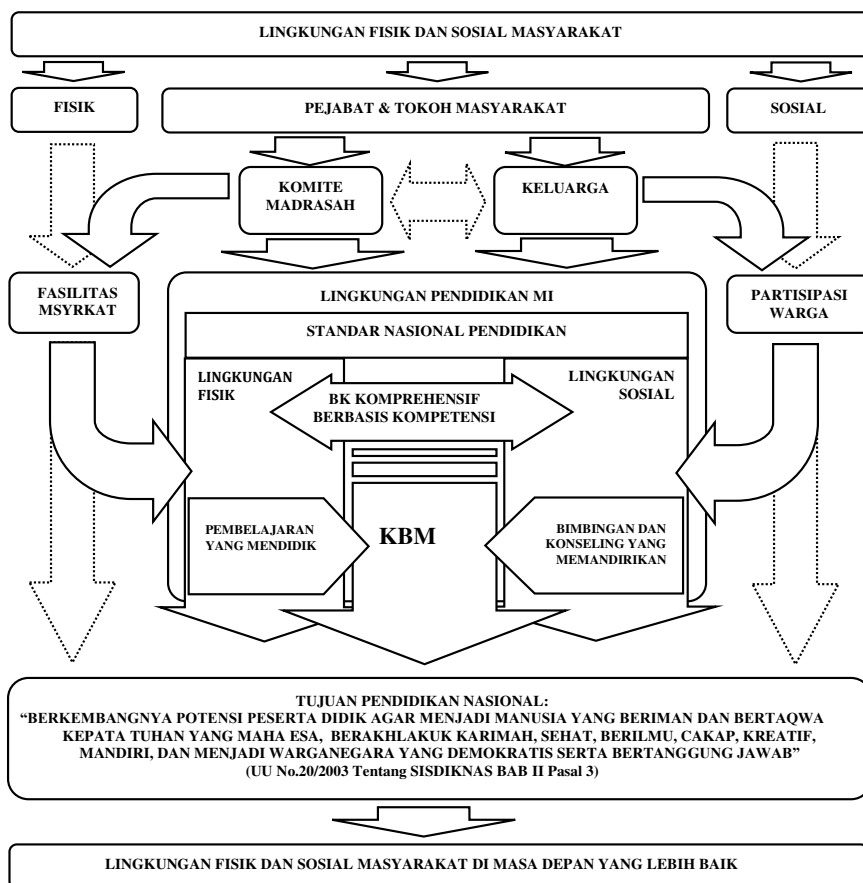 LINGKUNGAN FISIK DAN SOSIAL MASYARAKAT
FISIK
PEJABAT & TOKOH MASYARAKAT
SOSIAL
KOMITE
MADRASAH
KELUARGA
FASILITAS
MSYRKAT
LINGKUNGAN PENDIDIKAN MI
PARTISIPASI
WARGA
STANDAR NASIONAL PENDIDIKAN
LINGKUNGAN
FISIK
BK KOMPREHENSIF
BERBASIS KOMPETENSI
LINGKUNGAN
SOSIAL
PEMBELAJARAN
YANG MENDIDIK
KBM
BIMBINGAN DAN
KONSELING YANG
MEMANDIRIKAN
TUJUAN PENDIDIKAN NASIONAL:
“BERKEMBANGNYA POTENSI PESERTA DIDIK AGAR MENJADI MANUSIA YANG BERIMAN DAN BERTAQWA
KEPATA TUHAN YANG MAHA ESA, BERAKHLAKUK KARIMAH, SEHAT, BERILMU, CAKAP, KREATIF,
MANDIRI, DAN MENJADI WARGANEGARA YANG DEMOKRATIS SERTA BERTANGGUNG JAWAB”
(UU No.20/2003 Tentang SISDIKNAS BAB II Pasal 3)
LINGKUNGAN FISIK DAN SOSIAL MASYARAKAT DI MASA DEPAN YANG LEBIH BAIK